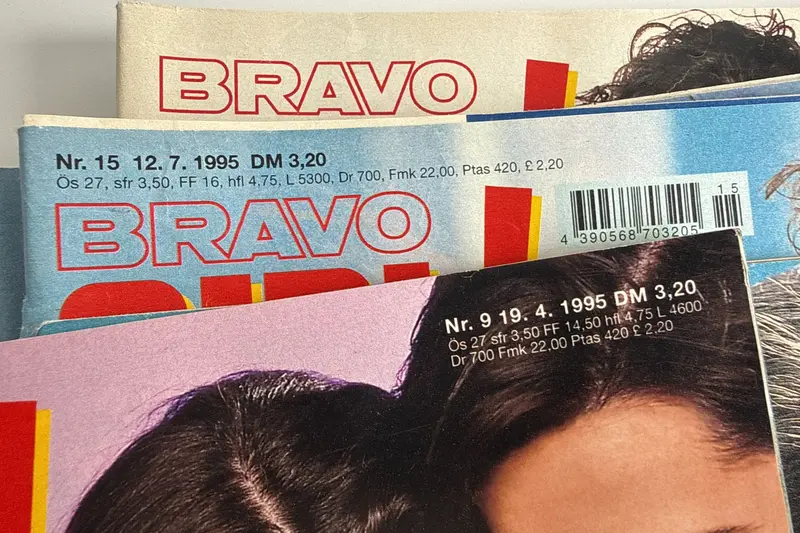 BRAVO
Nr. 15 12. 7. 1995 DM 3,20
Ös 27, sfr 3,50, FF 16, hfl 4,75, L 5300, Dr 700, Fmk 22,00, Ptas 420, £ 2,20
BRAVO
GIRL!
15
4 390568 703205
Nr. 9 19. 4. 1995 DM 3,20
Ös 27 sfr 3,50 FF 14,50 hfl 4,75 L 4600
Dr 700 Fmk 22,00 Ptas 420 £ 2,20